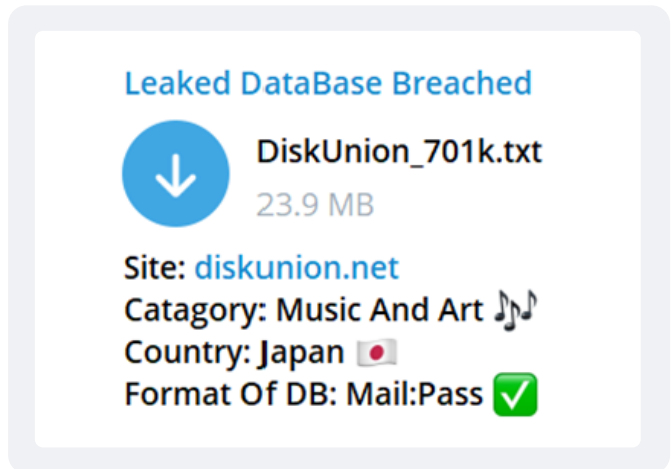 Leaked DataBase Breached
DiskUnion_701k.txt
23.9 MB
Site: diskunion.net
Catagory: Music And Art 🎶
Country: Japan 🇯🇵
Format Of DB: Mail:Pass ✅